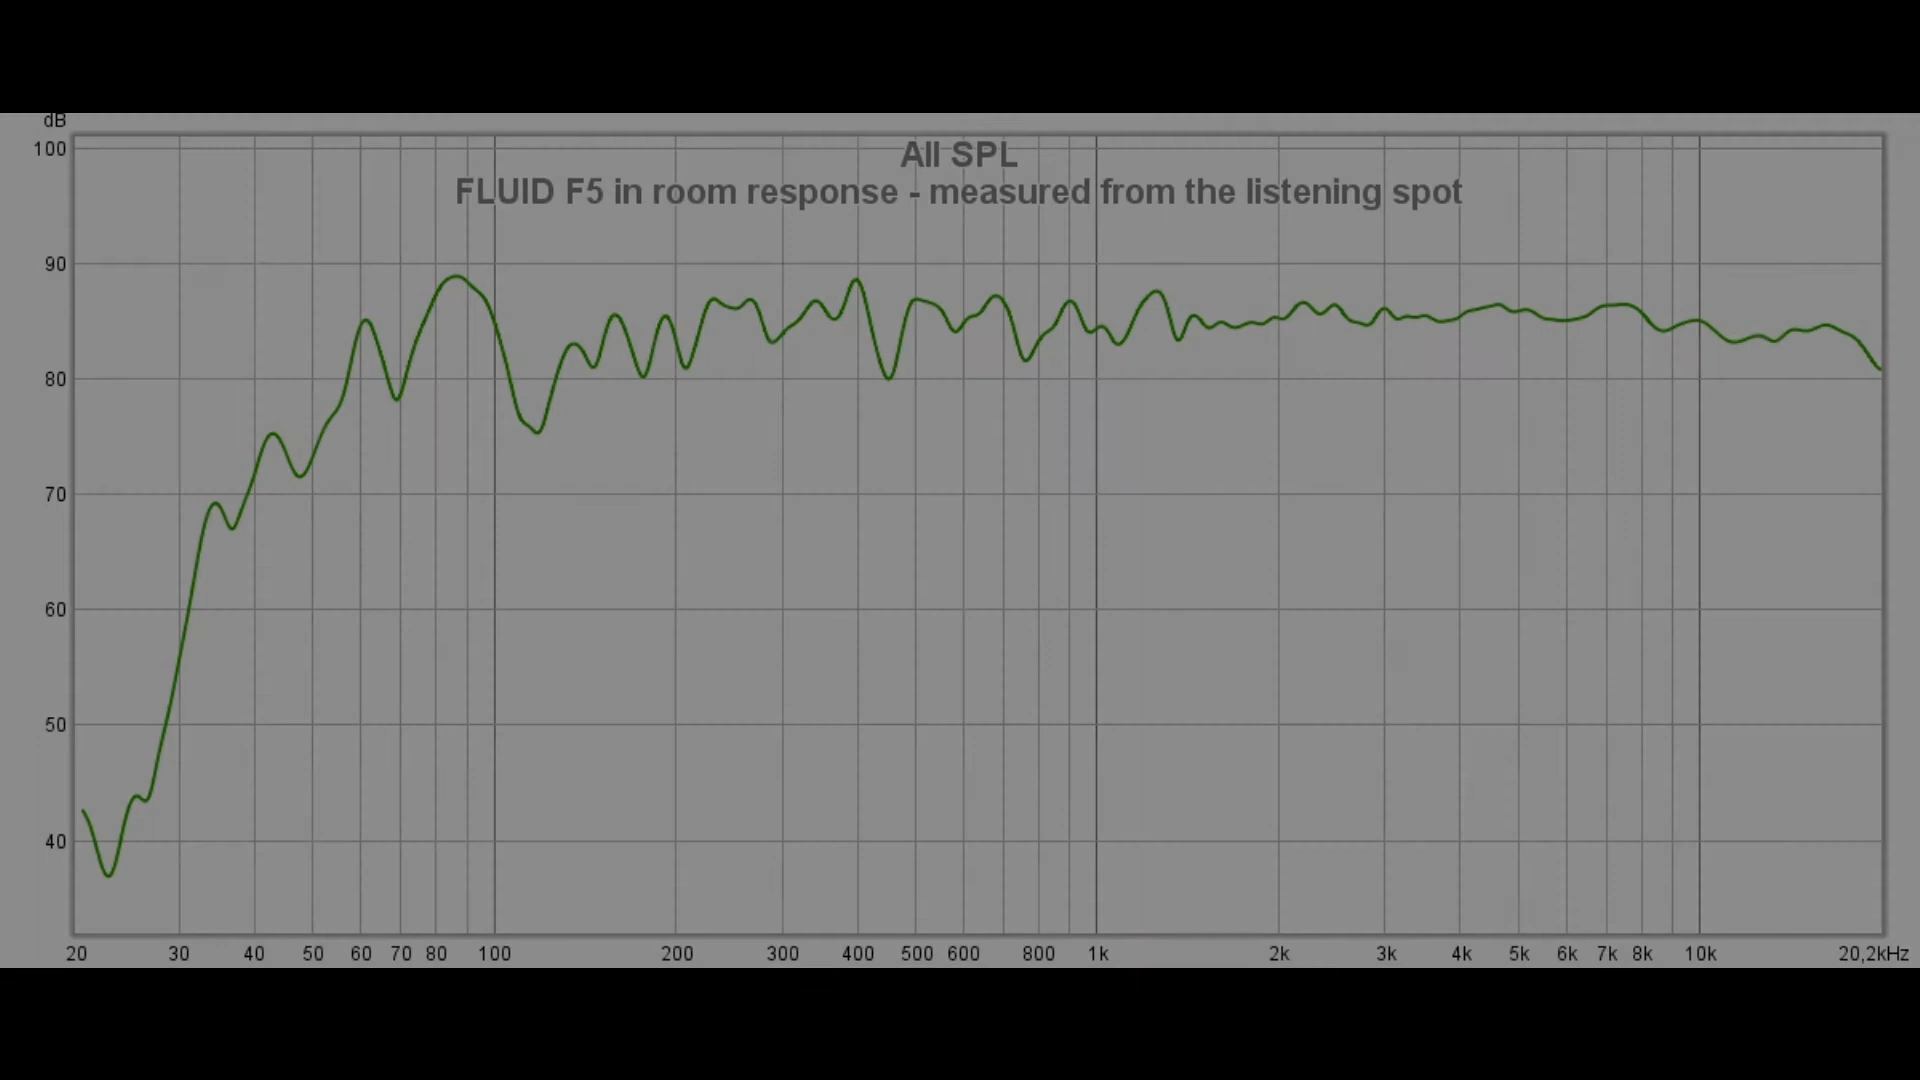 dB
All SPL
FLUID F5 in room response - measured from the listening spot
100
90
80
70
60
50
40
20 30 40 50 60 70 80 100 200 300 400 500 600 800 1k 2k 3k 4k 5k 6k 7k 8k 10k 20,2kHz